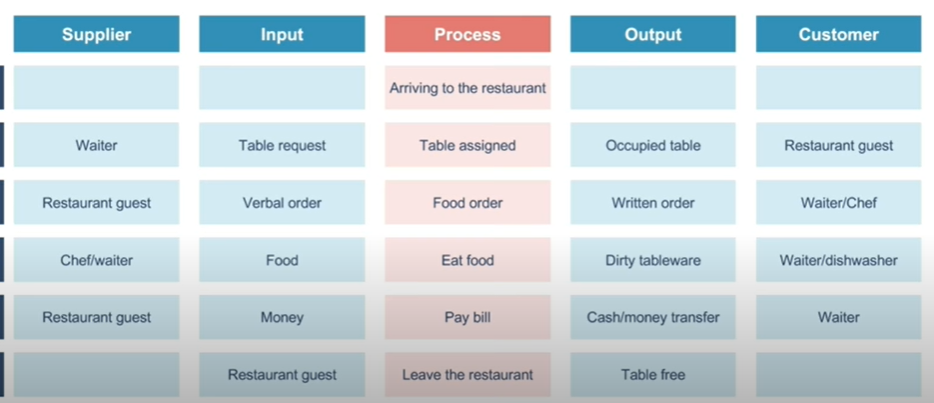 Supplier Input Process Output Customer
Arriving to the restaurant
Waiter Table request Table assigned Occupied table Restaurant guest
Restaurant guest Verbal order Food order Written order Waiter/Chef
Chef/waiter Food Eat food Dirty tableware Waiter/dishwasher
Restaurant guest Money Pay bill Cash/money transfer Waiter
Restaurant guest Leave the restaurant Table free